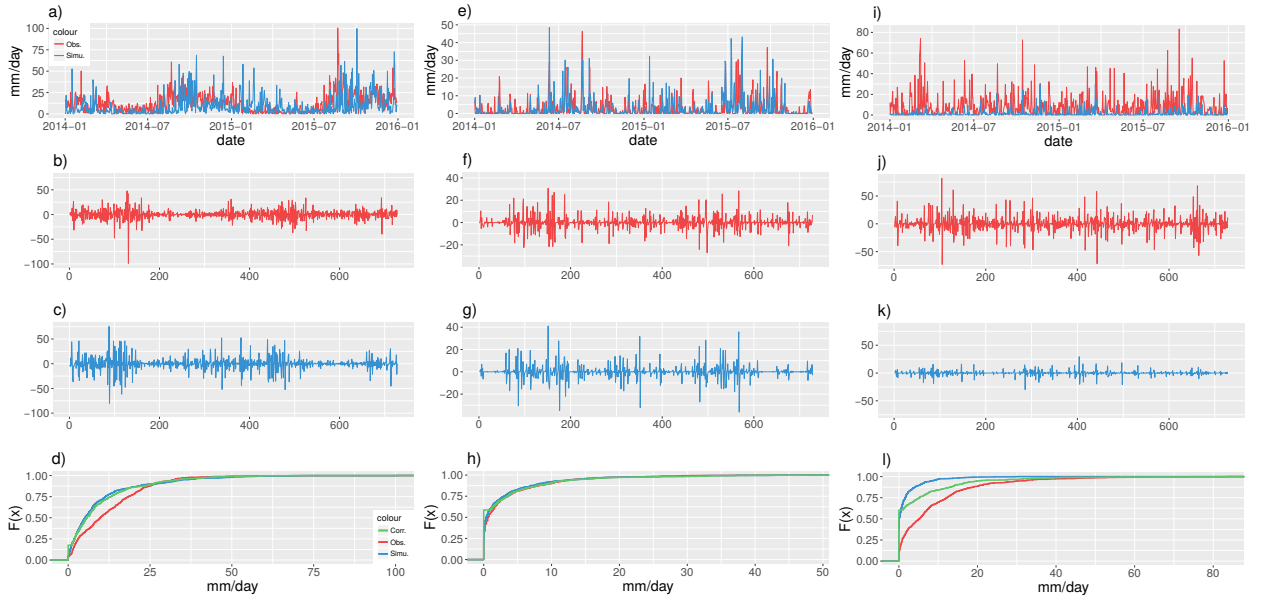 a)
mm/day
100
75
50
25
0
colour
Obs.
Simu.
2014−01 2014−07 2015−01 2015−07 2016−01
date
e)
mm/day
50
40
30
20
10
0
2014−01 2014−07 2015−01 2015−07 2016−01
date
i)
mm/day
80
60
40
20
0
2014−01 2014−07 2015−01 2015−07 2016−01
date
b)
50
0
−50
−100
0 200 400 600
f)
40
20
0
−20
0 200 400 600
j)
50
0
−50
0 200 400 600
c)
50
0
−50
−100
0 200 400 600
g)
40
20
0
−20
0 200 400 600
k)
50
0
−50
0 200 400 600
d)
F(x)
1.00
0.75
0.50
0.25
0.00
colour
Corr.
Obs.
Simu.
0 25 50 75 100
mm/day
h)
F(x)
1.00
0.75
0.50
0.25
0.00
0 10 20 30 40 50
mm/day
l)
F(x)
1.00
0.75
0.50
0.25
0.00
0 20 40 60 80
mm/day